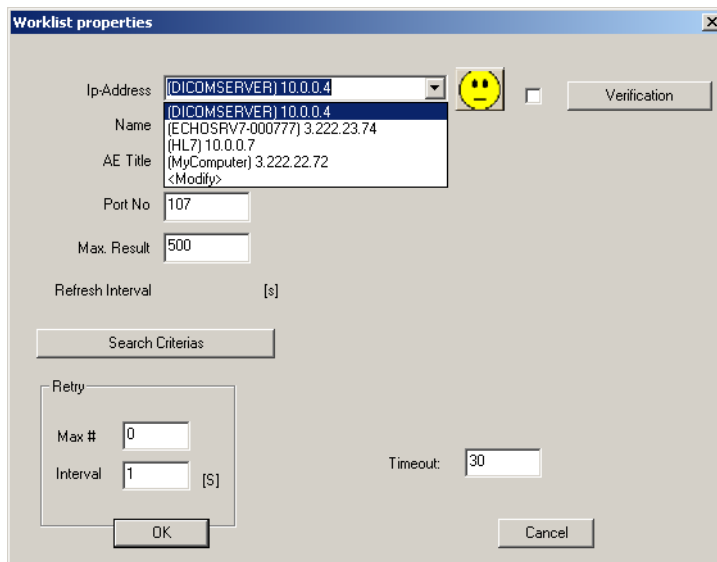 Worklist properties
Ip-Address (DICOMSERVER) 10.0.0.4 Verification
(DICOMSERVER) 10.0.0.4
Name (ECHOSRV7-000777) 3.222.23.74
(HL7) 10.0.0.7
AE Title (MyComputer) 3.222.22.72
<Modify>
Port No 107
Max. Result 500
Refresh Interval [s]
Search Criterias
Retry
Max # 0
Interval 1 [S]
Timeout: 30
OK Cancel